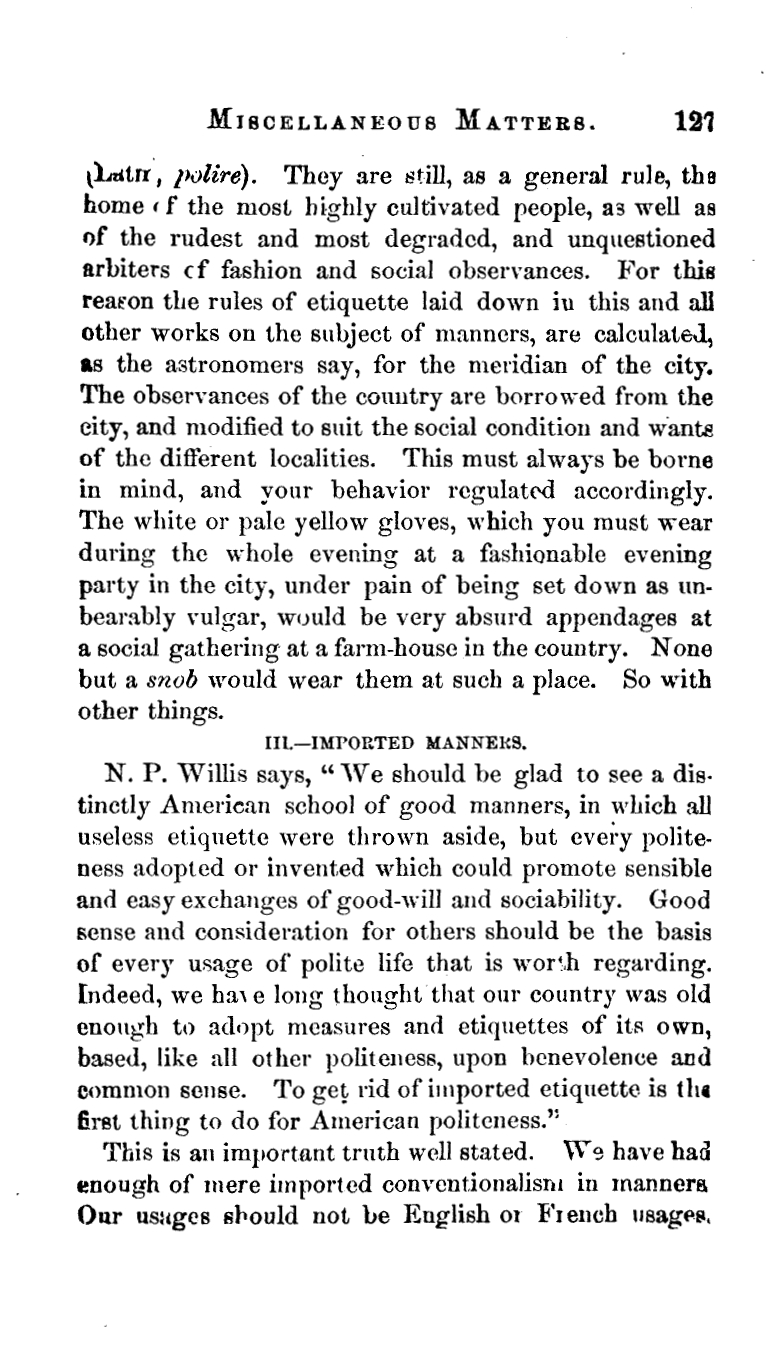 MISCELLANEOUS MATTERS. 127
(Latin, polire). They are still, as a general rule, the
home of the most highly cultivated people, as well as
of the rudest and most degraded, and unquestioned
arbiters of fashion and social observances. For this
reason the rules of etiquette laid down in this and all
other works on the subject of manners, are calculated,
as the astronomers say, for the meridian of the city.
The observances of the country are borrowed from the
city, and modified to suit the social condition and wants
of the different localities. This must always be borne
in mind, and your behavior regulated accordingly.
The white or pale yellow gloves, which you must wear
during the whole evening at a fashionable evening
party in the city, under pain of being set down as un-
bearably vulgar, would be very absurd appendages at
a social gathering at a farm-house in the country. None
but a snob would wear them at such a place. So with
other things.
III.—IMPORTED MANNERS.
N. P. Willis says, “We should be glad to see a dis-
tinctly American school of good manners, in which all
useless etiquette were thrown aside, but every polite-
ness adopted or invented which could promote sensible
and easy exchanges of good-will and sociability. Good
sense and consideration for others should be the basis
of every usage of polite life that is worth regarding.
Indeed, we have long thought that our country was old
enough to adopt measures and etiquettes of its own,
based, like all other politeness, upon benevolence and
common sense. To get rid of imported etiquette is the
first thing to do for American politeness.”
This is an important truth well stated. We have had
enough of mere imported conventionalism in manners
Our usages should not be English or French usages,